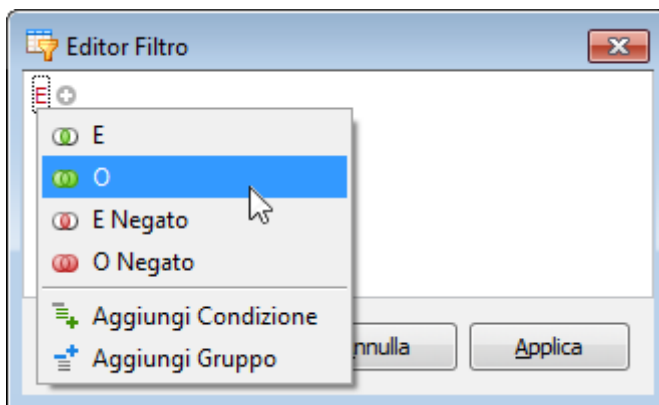 Editor Filtro
E
E
O
E Negato
O Negato
Aggiungi Condizione
Aggiungi Gruppo
nnulla
Applica